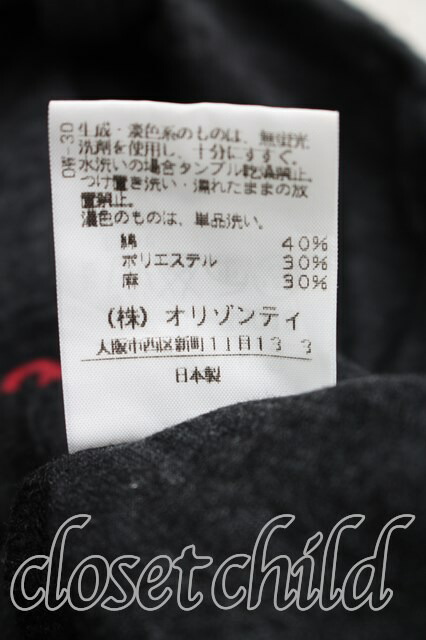 生成・淡色系のものは、無蛍光
洗剤を使用し、十分にすすぐ。
水洗いの場合タンブル乾燥禁止。
つけ置き洗い・濡れたままの放
置禁止。
濃色のものは、単品洗い。
綿 40%
ポリエステル 30%
麻 30%
(株) オリゾンティ
大阪市西区新町1丁目13 3
日本製
closetchild